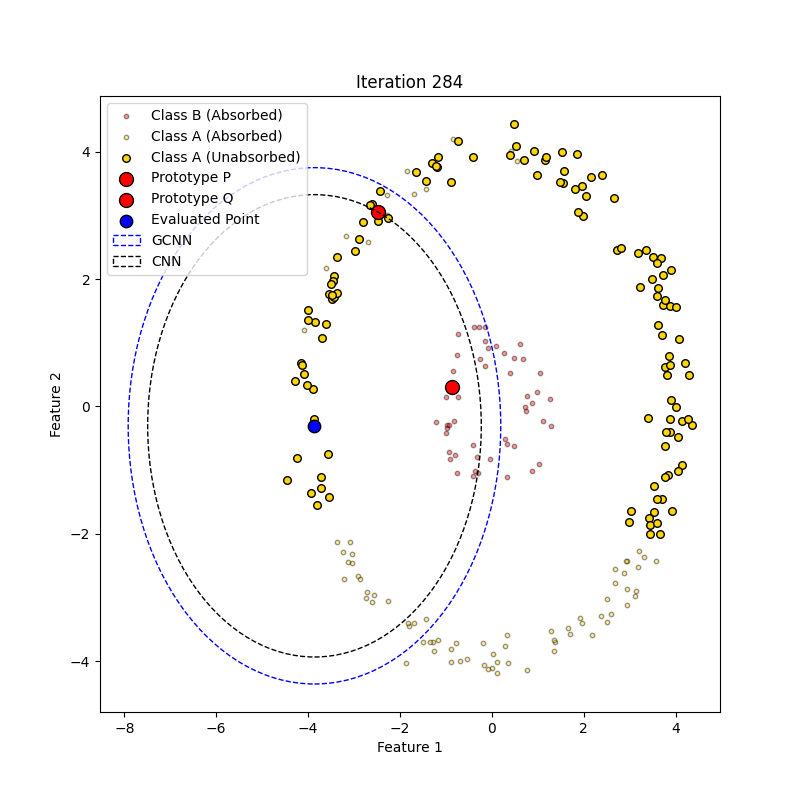 Iteration 284
Class B (Absorbed)
Class A (Absorbed)
Class A (Unabsorbed)
Prototype P
Prototype Q
Evaluated Point
GCNN
CNN
4
2
0
−2
−4
Feature 2
−8
−6
−4
−2
0
2
4
Feature 1